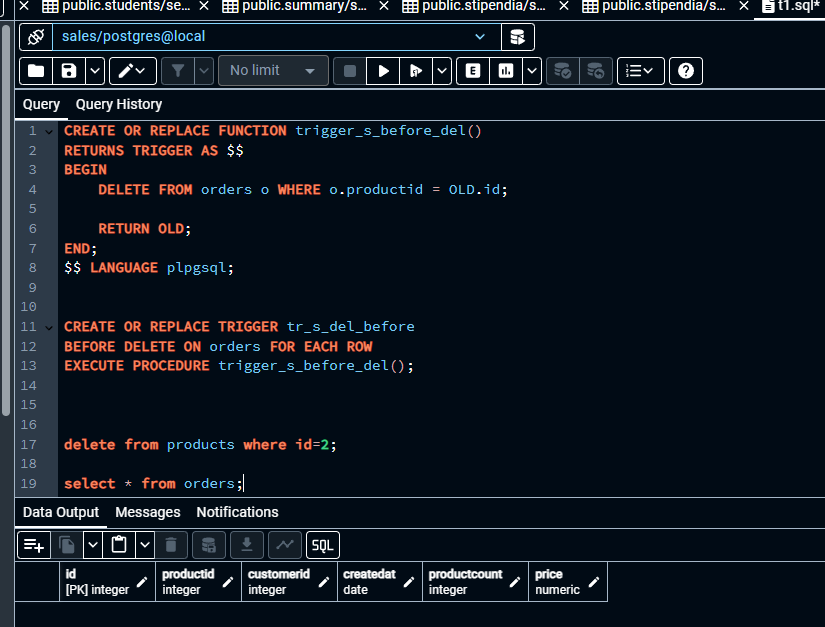 public.students/se...
public.summary/s...
public.stipendia/s...
public.stipendia/s...
t1.sql*
sales/postgres@local
No limit
E
Query
Query History
1 CREATE OR REPLACE FUNCTION trigger_s_before_del()
2 RETURNS TRIGGER AS $$
3 BEGIN
4 DELETE FROM orders o WHERE o.productid = OLD.id;
5
6 RETURN OLD;
7 END;
8 $$ LANGUAGE plpgsql;
9
10
11 CREATE OR REPLACE TRIGGER tr_s_del_before
12 BEFORE DELETE ON orders FOR EACH ROW
13 EXECUTE PROCEDURE trigger_s_before_del();
14
15
16
17 delete from products where id=2;
18
19 select * from orders;
Data Output
Messages
Notifications
SQL
id
[PK] integer
productid
integer
customerid
integer
createdat
date
productcount
integer
price
numeric